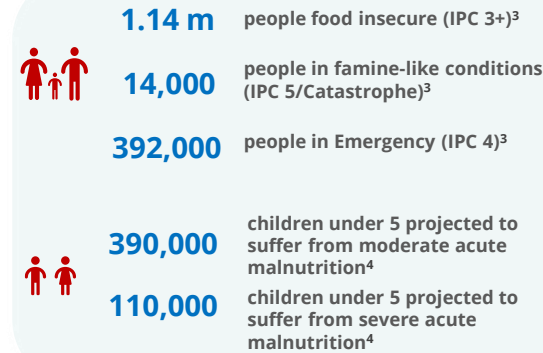 1.14 m people food insecure (IPC 3+)³
14,000 people in famine-like conditions
(IPC 5/Catastrophe)³
392,000 people in Emergency (IPC 4)³
390,000 children under 5 projected to
suffer from moderate acute
malnutrition⁴
110,000 children under 5 projected to
suffer from severe acute
malnutrition⁴